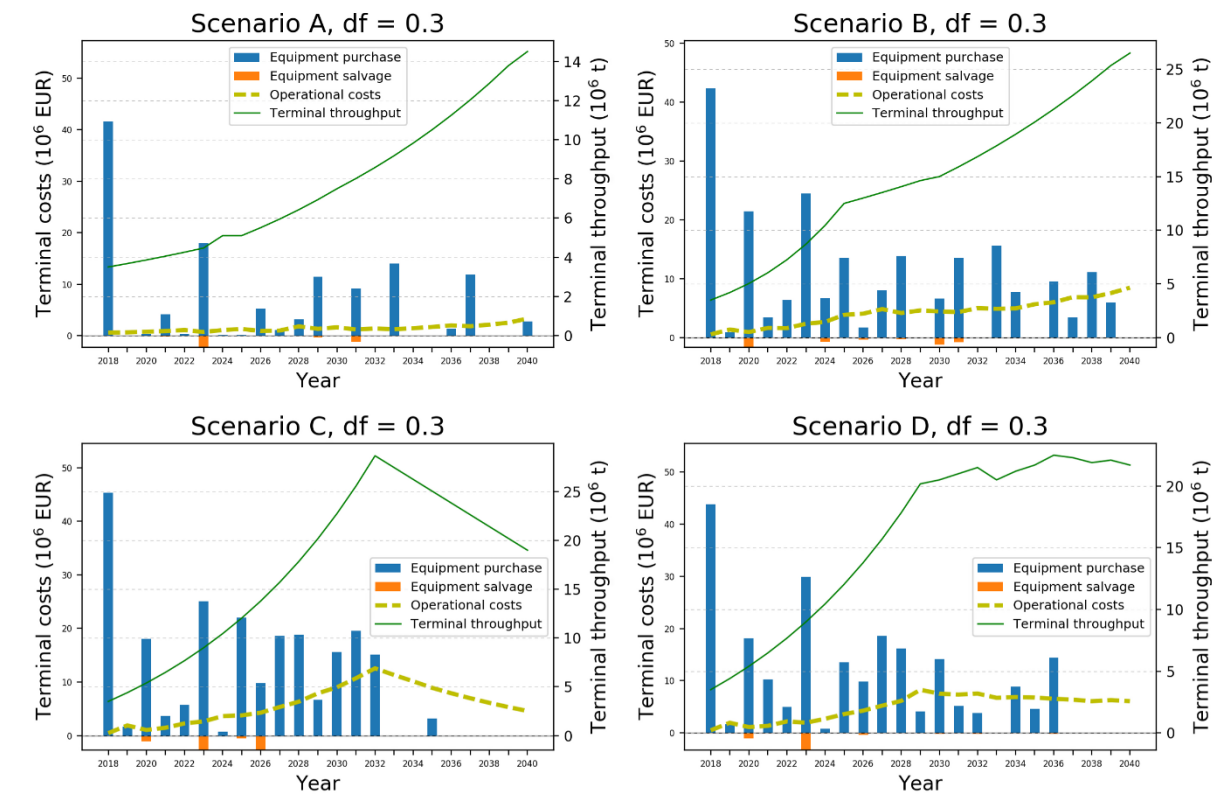 Scenario A, df = 0.3
Terminal costs (10⁶ EUR)
50
40
30
20
10
0
Equipment purchase
Equipment salvage
Operational costs
Terminal throughput
14
12
10
8
6
4
2
0
Terminal throughput (10⁶ t)
2018 2020 2022 2024 2026 2028 2030 2032 2034 2036 2038 2040
Year
Scenario B, df = 0.3
Terminal costs (10⁶ EUR)
50
40
30
20
10
0
Equipment purchase
Equipment salvage
Operational costs
Terminal throughput
25
20
15
10
5
0
Terminal throughput (10⁶ t)
2018 2020 2022 2024 2026 2028 2030 2032 2034 2036 2038 2040
Year
Scenario C, df = 0.3
Terminal costs (10⁶ EUR)
50
40
30
20
10
0
Equipment purchase
Equipment salvage
Operational costs
Terminal throughput
25
20
15
10
5
0
Terminal throughput (10⁶ t)
2018 2020 2022 2024 2026 2028 2030 2032 2034 2036 2038 2040
Year
Scenario D, df = 0.3
Terminal costs (10⁶ EUR)
50
40
30
20
10
0
Equipment purchase
Equipment salvage
Operational costs
Terminal throughput
20
15
10
5
0
Terminal throughput (10⁶ t)
2018 2020 2022 2024 2026 2028 2030 2032 2034 2036 2038 2040
Year